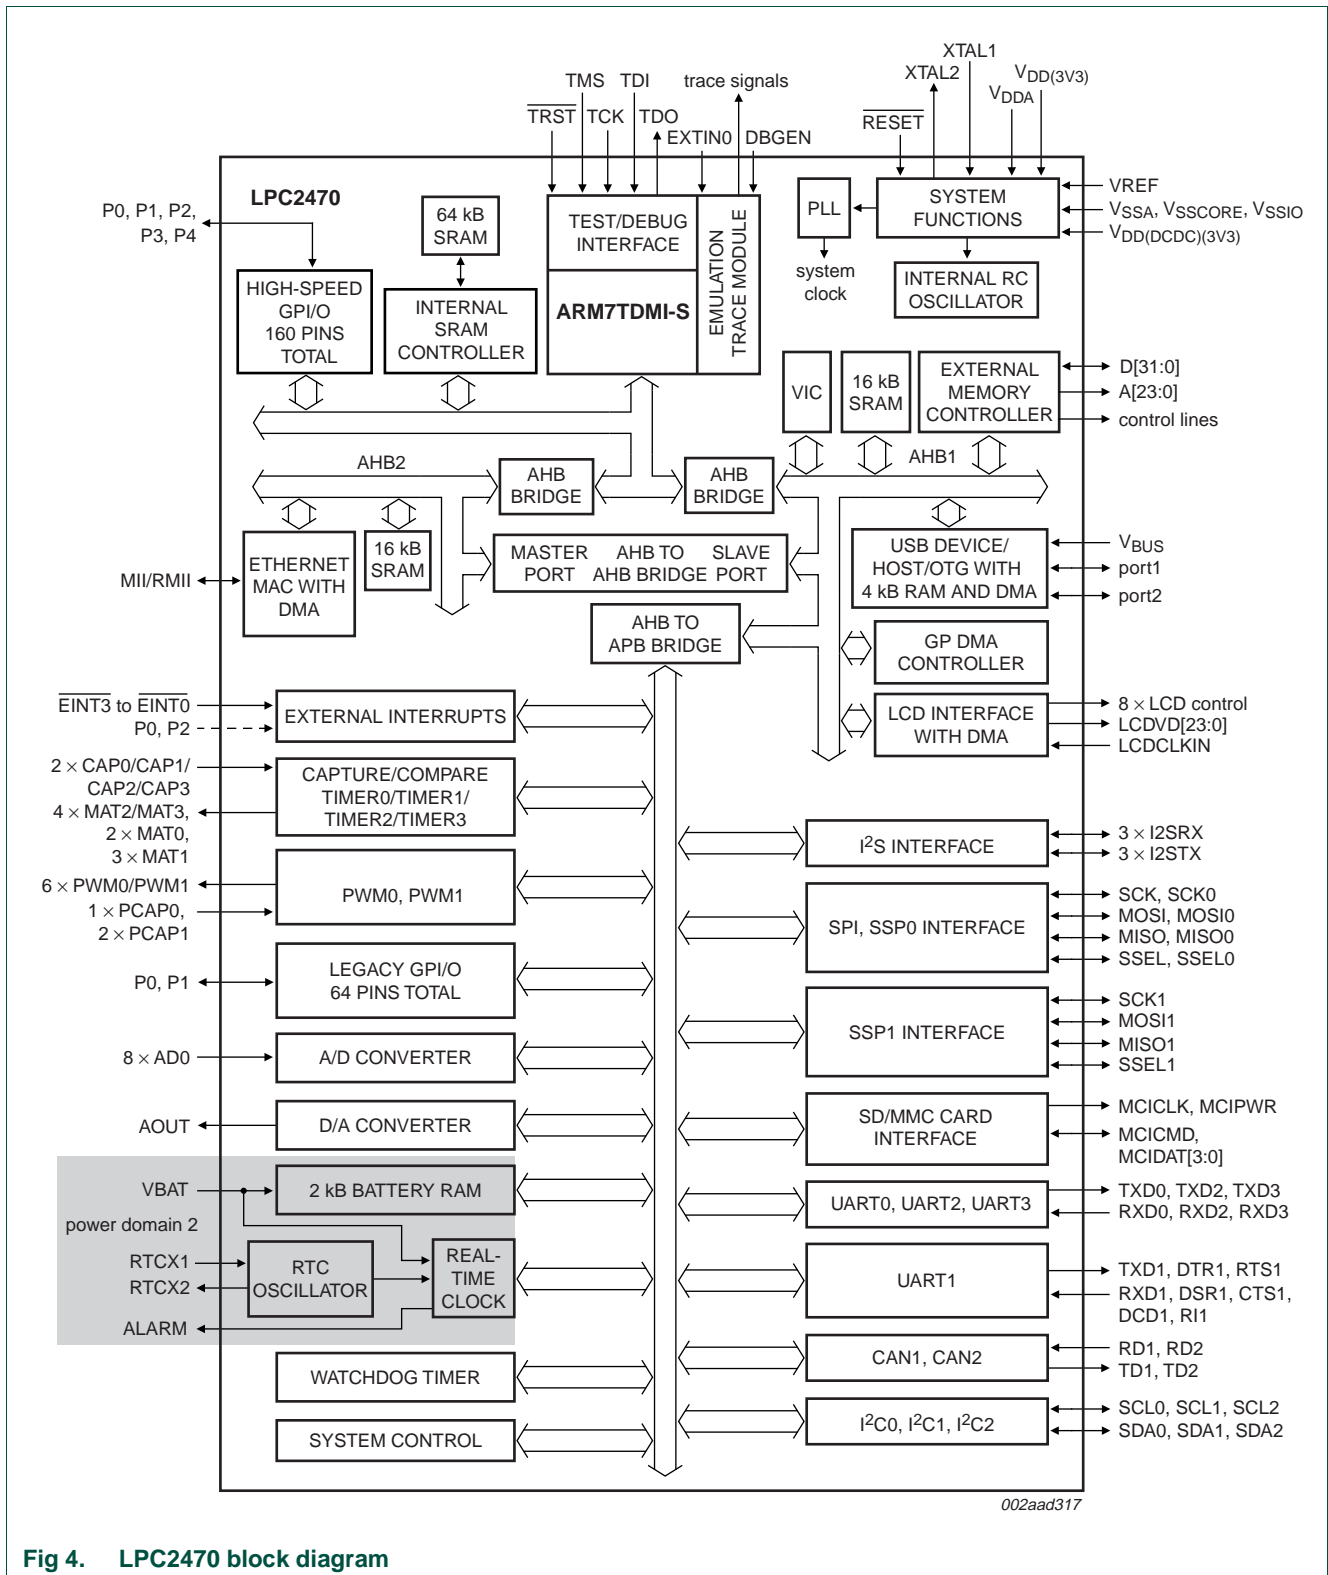 XTAL1
XTAL2
VDD(3V3)
VDDA
RESET
TMS
TDI
trace signals
TRST
TCK
TDO
EXTIN0
DBGEN
LPC2470
P0, P1, P2,
P3, P4
64 kB
SRAM
TEST/DEBUG
INTERFACE
EMULATION
TRACE MODULE
PLL
SYSTEM
FUNCTIONS
VREF
VSSA, VSSCORE, VSSIO
VDD(DCDC)(3V3)
system
clock
INTERNAL RC
OSCILLATOR
HIGH-SPEED
GPI/O
160 PINS
TOTAL
INTERNAL
SRAM
CONTROLLER
ARM7TDMI-S
VIC
16 kB
SRAM
EXTERNAL
MEMORY
CONTROLLER
D[31:0]
A[23:0]
control lines
AHB2
AHB
BRIDGE
AHB
BRIDGE
AHB1
ETHERNET
MAC WITH
DMA
MII/RMII
16 kB
SRAM
MASTER
PORT
AHB TO
AHB BRIDGE
SLAVE
PORT
USB DEVICE/
HOST/OTG WITH
4 kB RAM AND DMA
VBUS
port1
port2
AHB TO
APB BRIDGE
GP DMA
CONTROLLER
LCD INTERFACE
WITH DMA
8 × LCD control
LCDVD[23:0]
LCDCLKIN
EINT3 to EINT0
P0, P2
EXTERNAL INTERRUPTS
2 × CAP0/CAP1/
CAP2/CAP3
4 × MAT2/MAT3,
2 × MAT0,
3 × MAT1
CAPTURE/COMPARE
TIMER0/TIMER1/
TIMER2/TIMER3
I2S INTERFACE
3 × I2SRX
3 × I2STX
6 × PWM0/PWM1
1 × PCAP0,
2 × PCAP1
PWM0, PWM1
SPI, SSP0 INTERFACE
SCK, SCK0
MOSI, MOSI0
MISO, MISO0
SSEL, SSEL0
P0, P1
LEGACY GPI/O
64 PINS TOTAL
SSP1 INTERFACE
SCK1
MOSI1
MISO1
SSEL1
8 × AD0
A/D CONVERTER
AOUT
D/A CONVERTER
SD/MMC CARD
INTERFACE
MCICLK, MCIPWR
MCICMD,
MCIDAT[3:0]
VBAT
2 kB BATTERY RAM
power domain 2
UART0, UART2, UART3
TXD0, TXD2, TXD3
RXD0, RXD2, RXD3
RTCX1
RTCX2
RTC
OSCILLATOR
REAL-
TIME
CLOCK
ALARM
UART1
TXD1, DTR1, RTS1
RXD1, DSR1, CTS1,
DCD1, RI1
WATCHDOG TIMER
CAN1, CAN2
RD1, RD2
TD1, TD2
SYSTEM CONTROL
I2C0, I2C1, I2C2
SCL0, SCL1, SCL2
SDA0, SDA1, SDA2
002aad317
Fig 4. LPC2470 block diagram